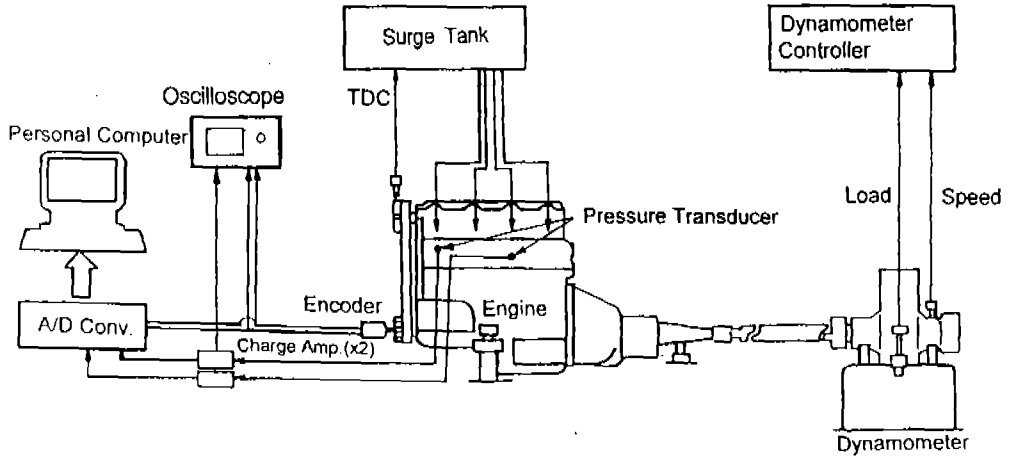 Surge Tank
Dynamometer
Controller
TDC
Oscilloscope
Personal Computer
Load
Speed
Pressure Transducer
Encoder
Engine
A/D Conv.
Charge Amp.(x2)
Dynamometer